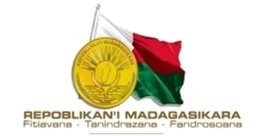 REPOBLIKAN'I MADAGASIKARA
Fitiavana - Tanindrazana - Fandrosoana